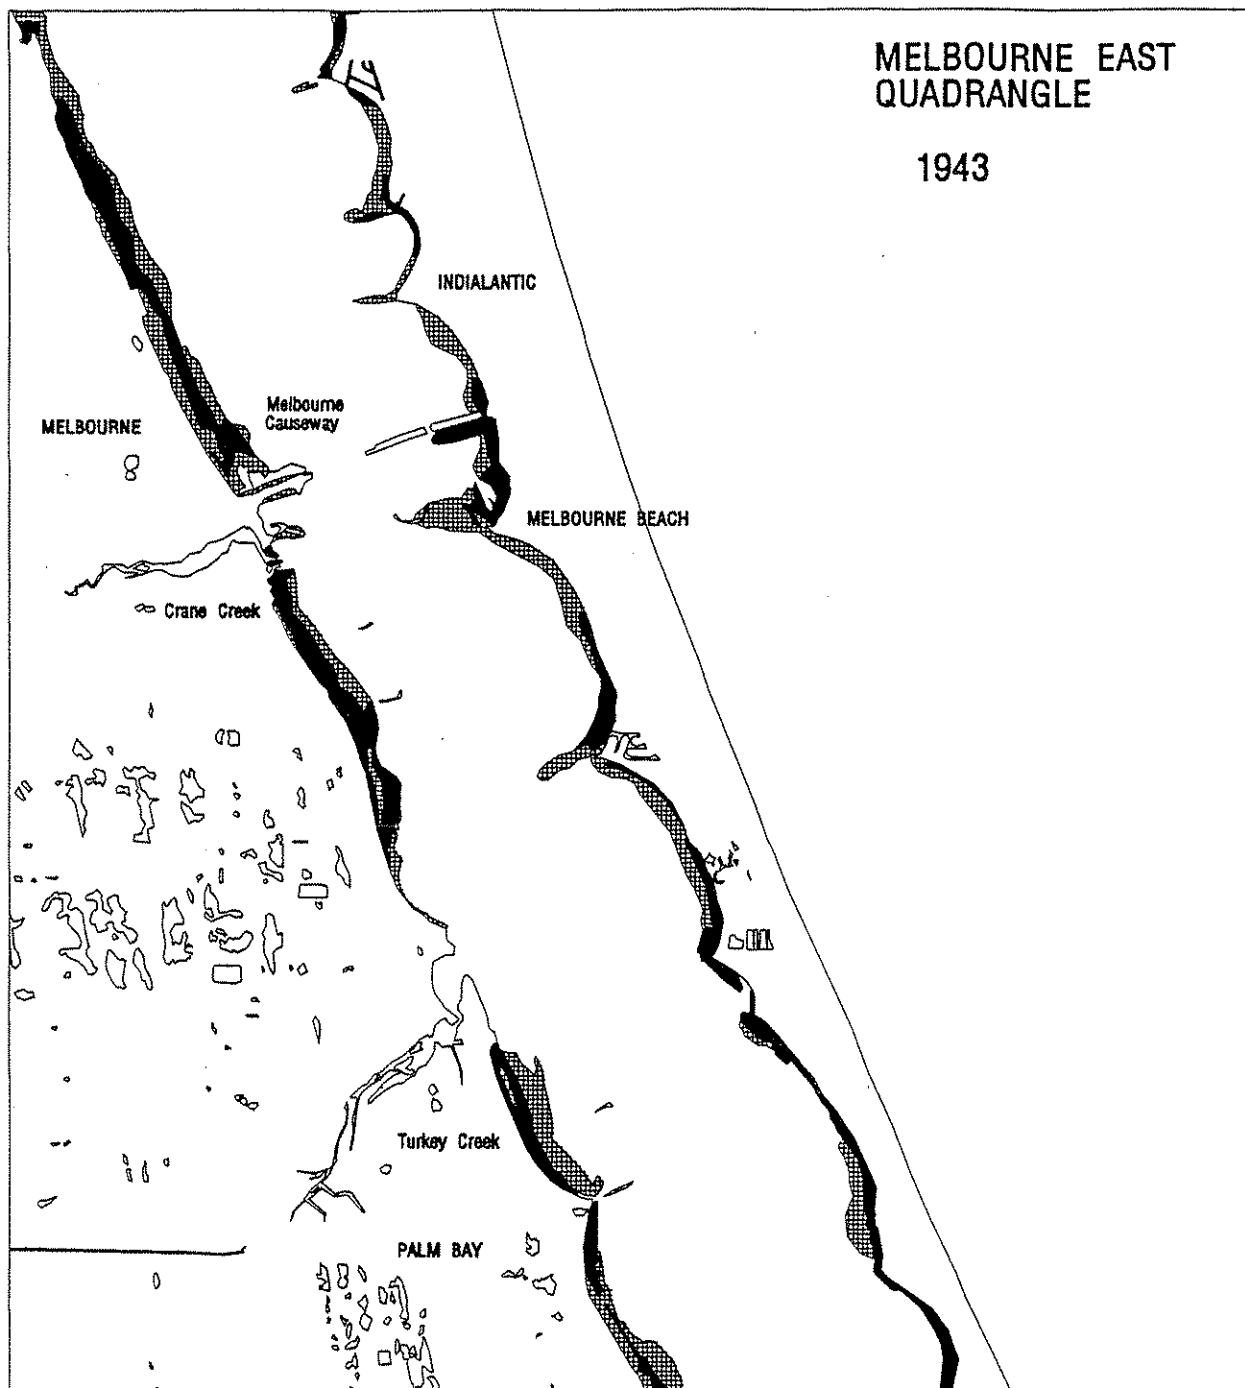 MELBOURNE EAST
QUADRANGLE
1943
INDIALANTIC
Melbourne
Causeway
MELBOURNE
MELBOURNE BEACH
Crane Creek
Turkey Creek
PALM BAY